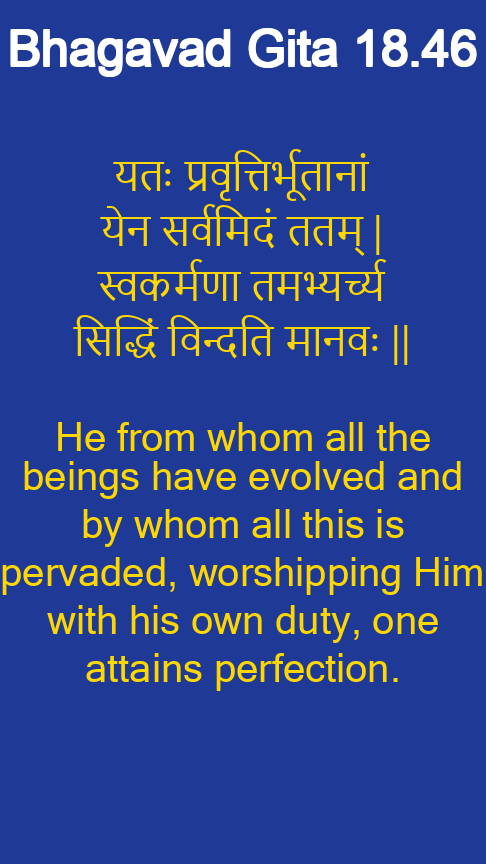 Bhagavad Gita 18.46
यतः प्रवृत्तिर्भूतानां
येन सर्वमिदं ततम् |
स्वकर्मणा तमभ्यर्च्य
सिद्धिं विन्दति मानवः ||
He from whom all the
beings have evolved and
by whom all this is
pervaded, worshipping Him
with his own duty, one
attains perfection.